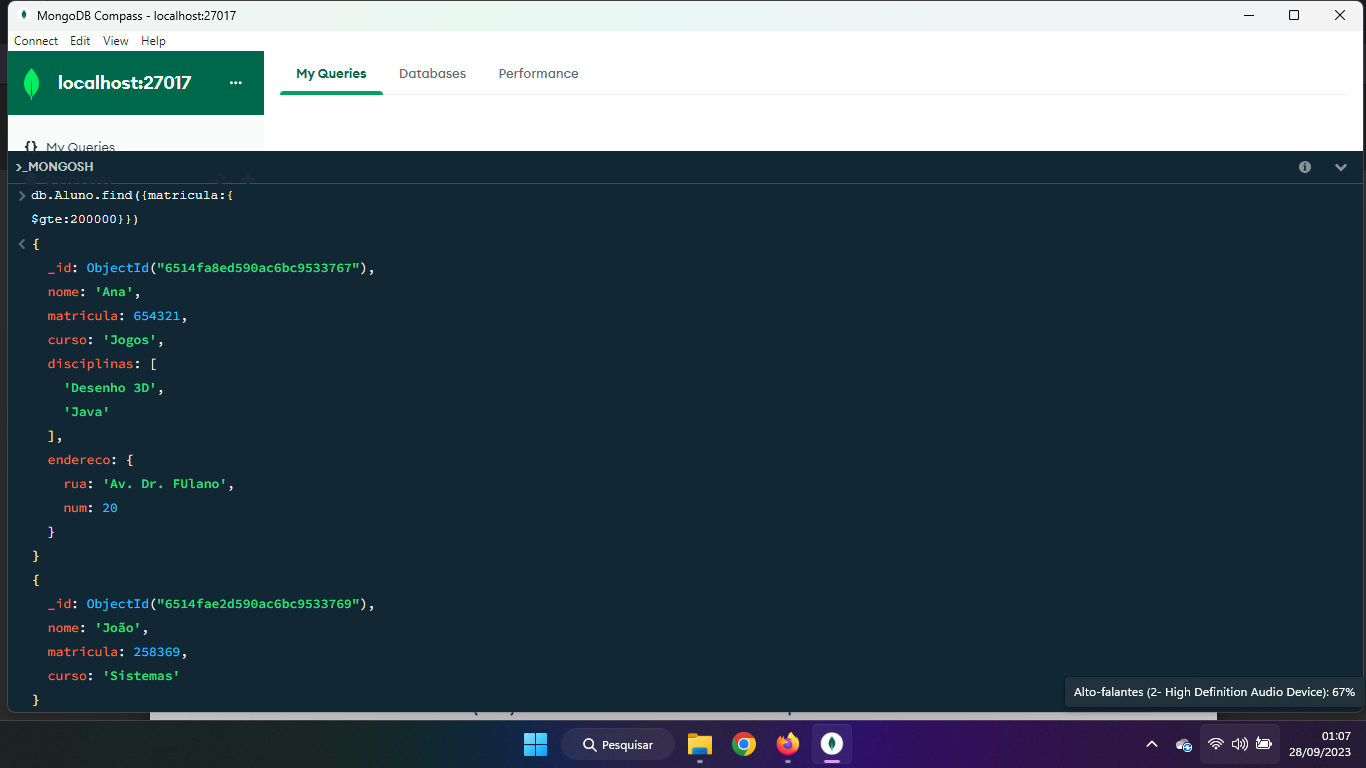 MongoDB Compass - localhost:27017
Connect Edit View Help
localhost:27017 ...
My Queries Databases Performance
{} My Queries
>_MONGOSH
> db.Aluno.find({matricula:{
$gte:200000}})
< {
_id: ObjectId("6514fa8ed590ac6bc9533767"),
nome: 'Ana',
matricula: 654321,
curso: 'Jogos',
disciplinas: [
'Desenho 3D',
'Java'
],
endereco: {
rua: 'Av. Dr. FUlano',
num: 20
}
}
{
_id: ObjectId("6514fae2d590ac6bc9533769"),
nome: 'João',
matricula: 258369,
curso: 'Sistemas'
}
Alto-falantes (2- High Definition Audio Device): 67%
Pesquisar
01:07
28/09/2023